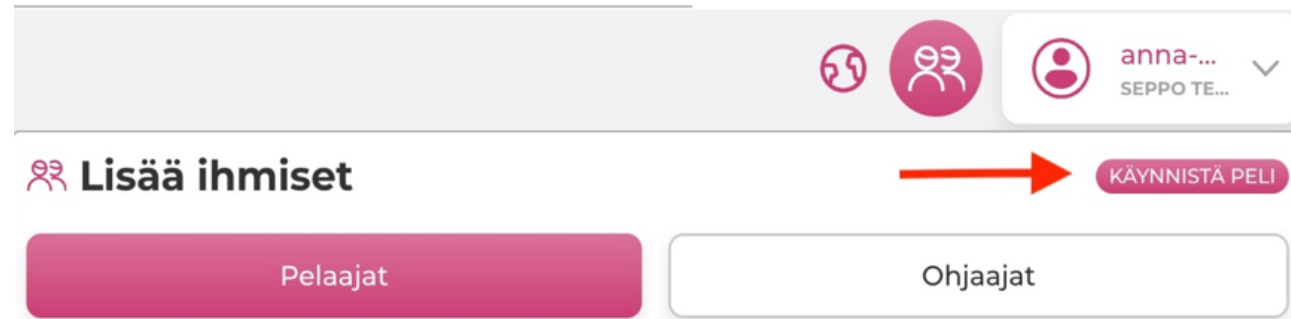 anna-...
SEPPO TE...
Lisää ihmiset
KÄYNNISTÄ PELI
Pelaajat
Ohjaajat